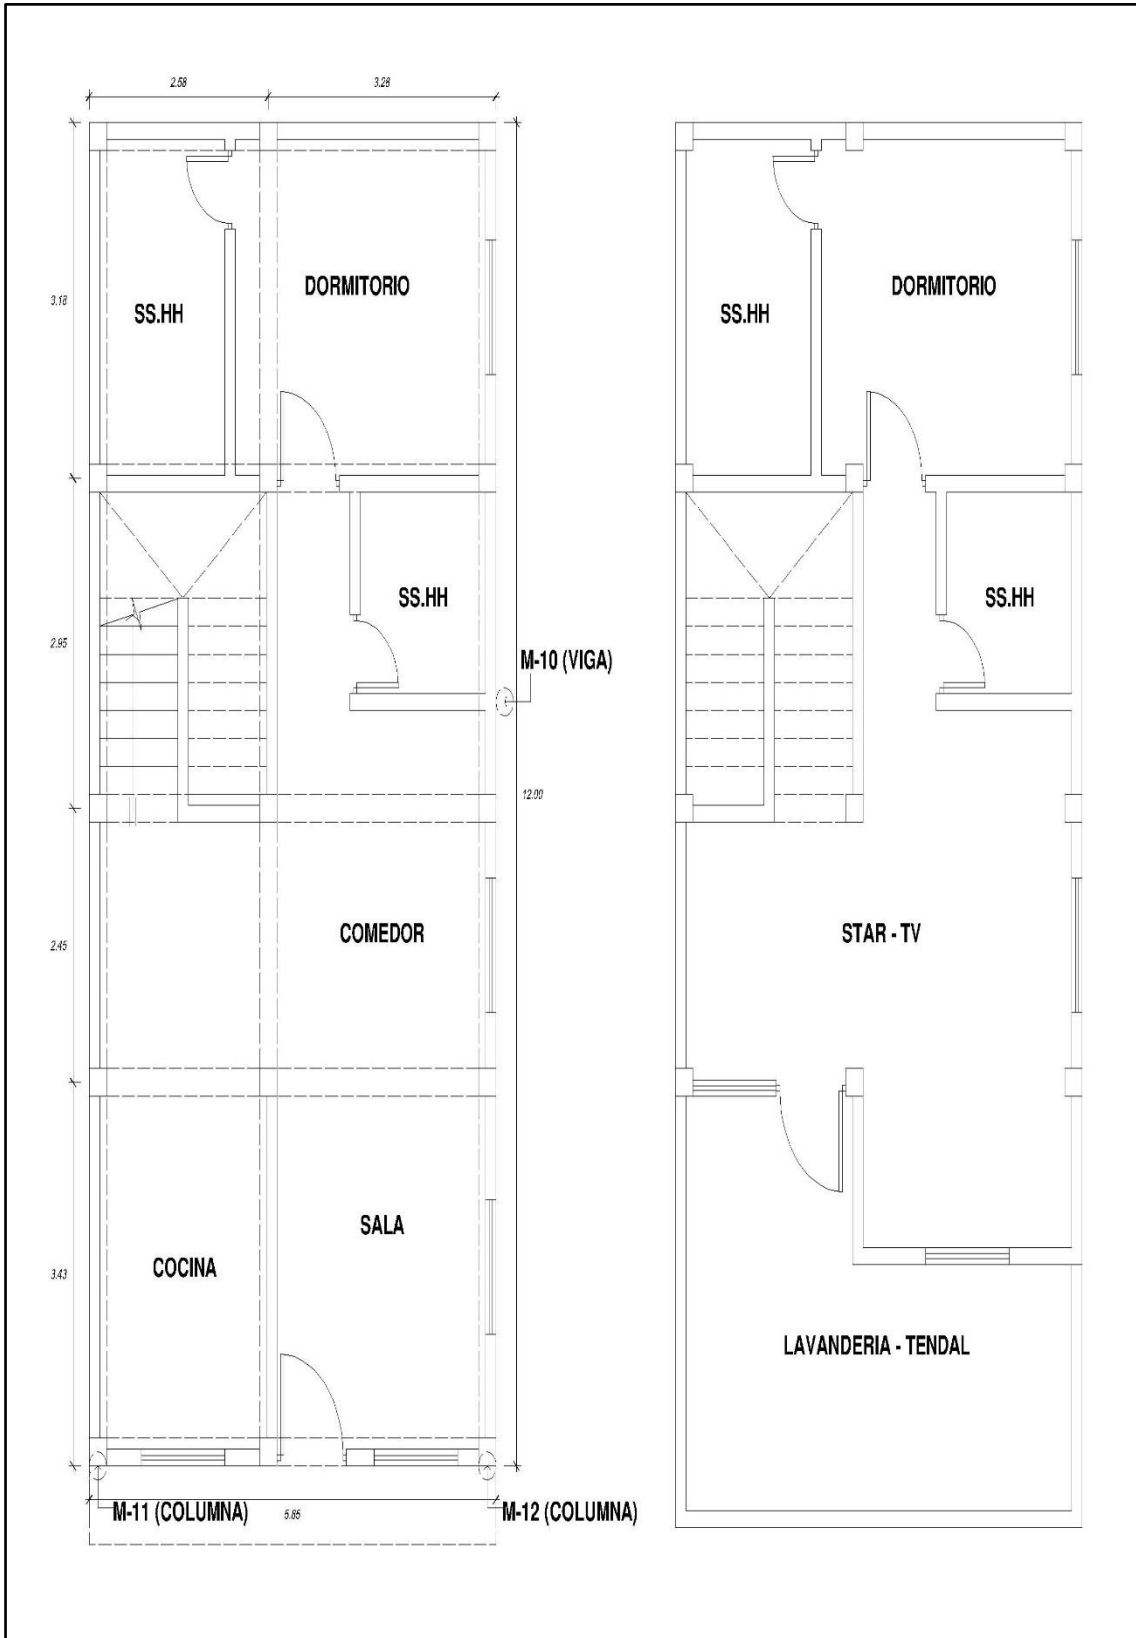 2.58
3.28
3.18
SS.HH
DORMITORIO
SS.HH
M-10 (VIGA)
2.95
12.00
COMEDOR
2.45
SALA
COCINA
3.43
M-11 (COLUMNA)
5.85
M-12 (COLUMNA)
SS.HH
DORMITORIO
SS.HH
STAR - TV
LAVANDERIA - TENDAL